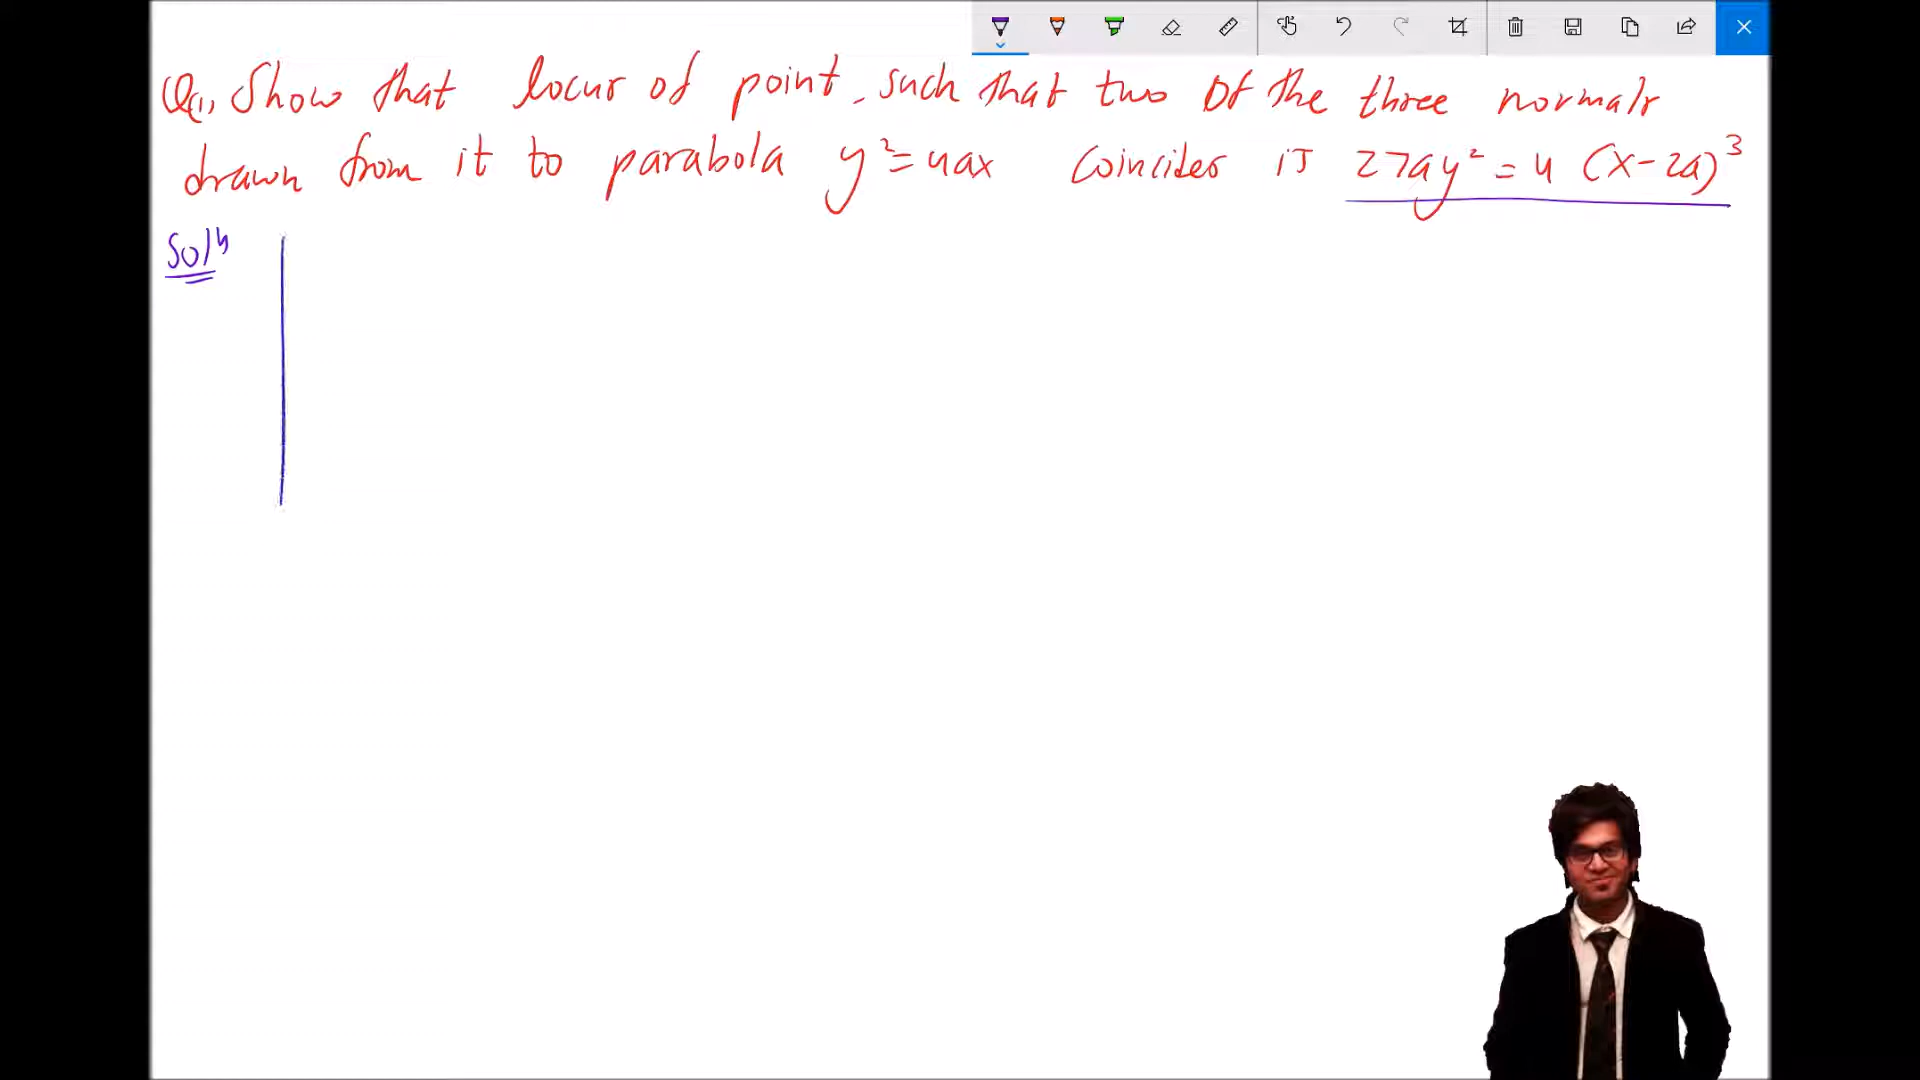 Q(1), Show that locus of point, such that two of the three normals
drawn from it to parabola y² = 4ax coincides is 27ay² = 4 (x-2a)³
Solⁿ